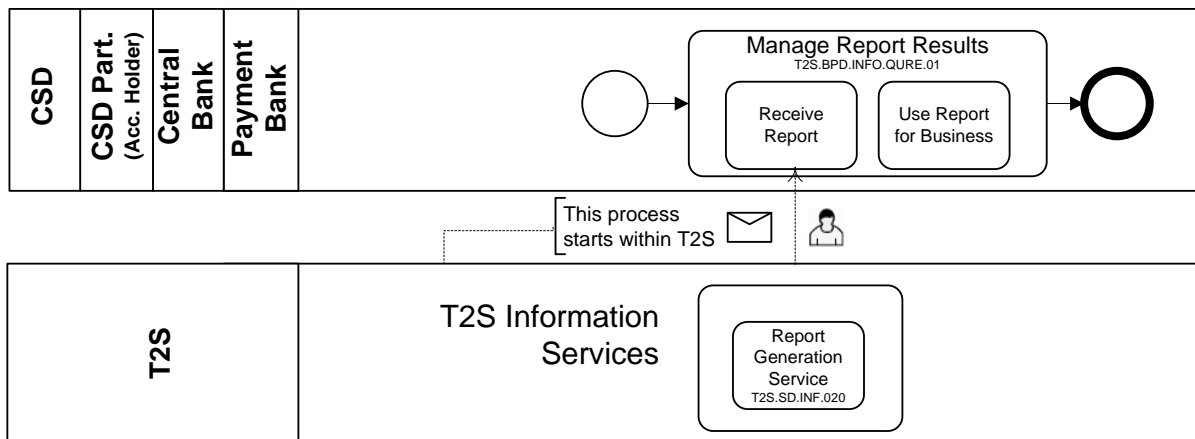 CSD
CSD Part.
(Acc. Holder)
Central
Bank
Payment
Bank
Manage Report Results
T2S.BPD.INFO.QURE.01
Receive
Report
Use Report
for Business
This process
starts within T2S
T2S
T2S Information
Services
Report
Generation
Service
T2S.SD.INF.020